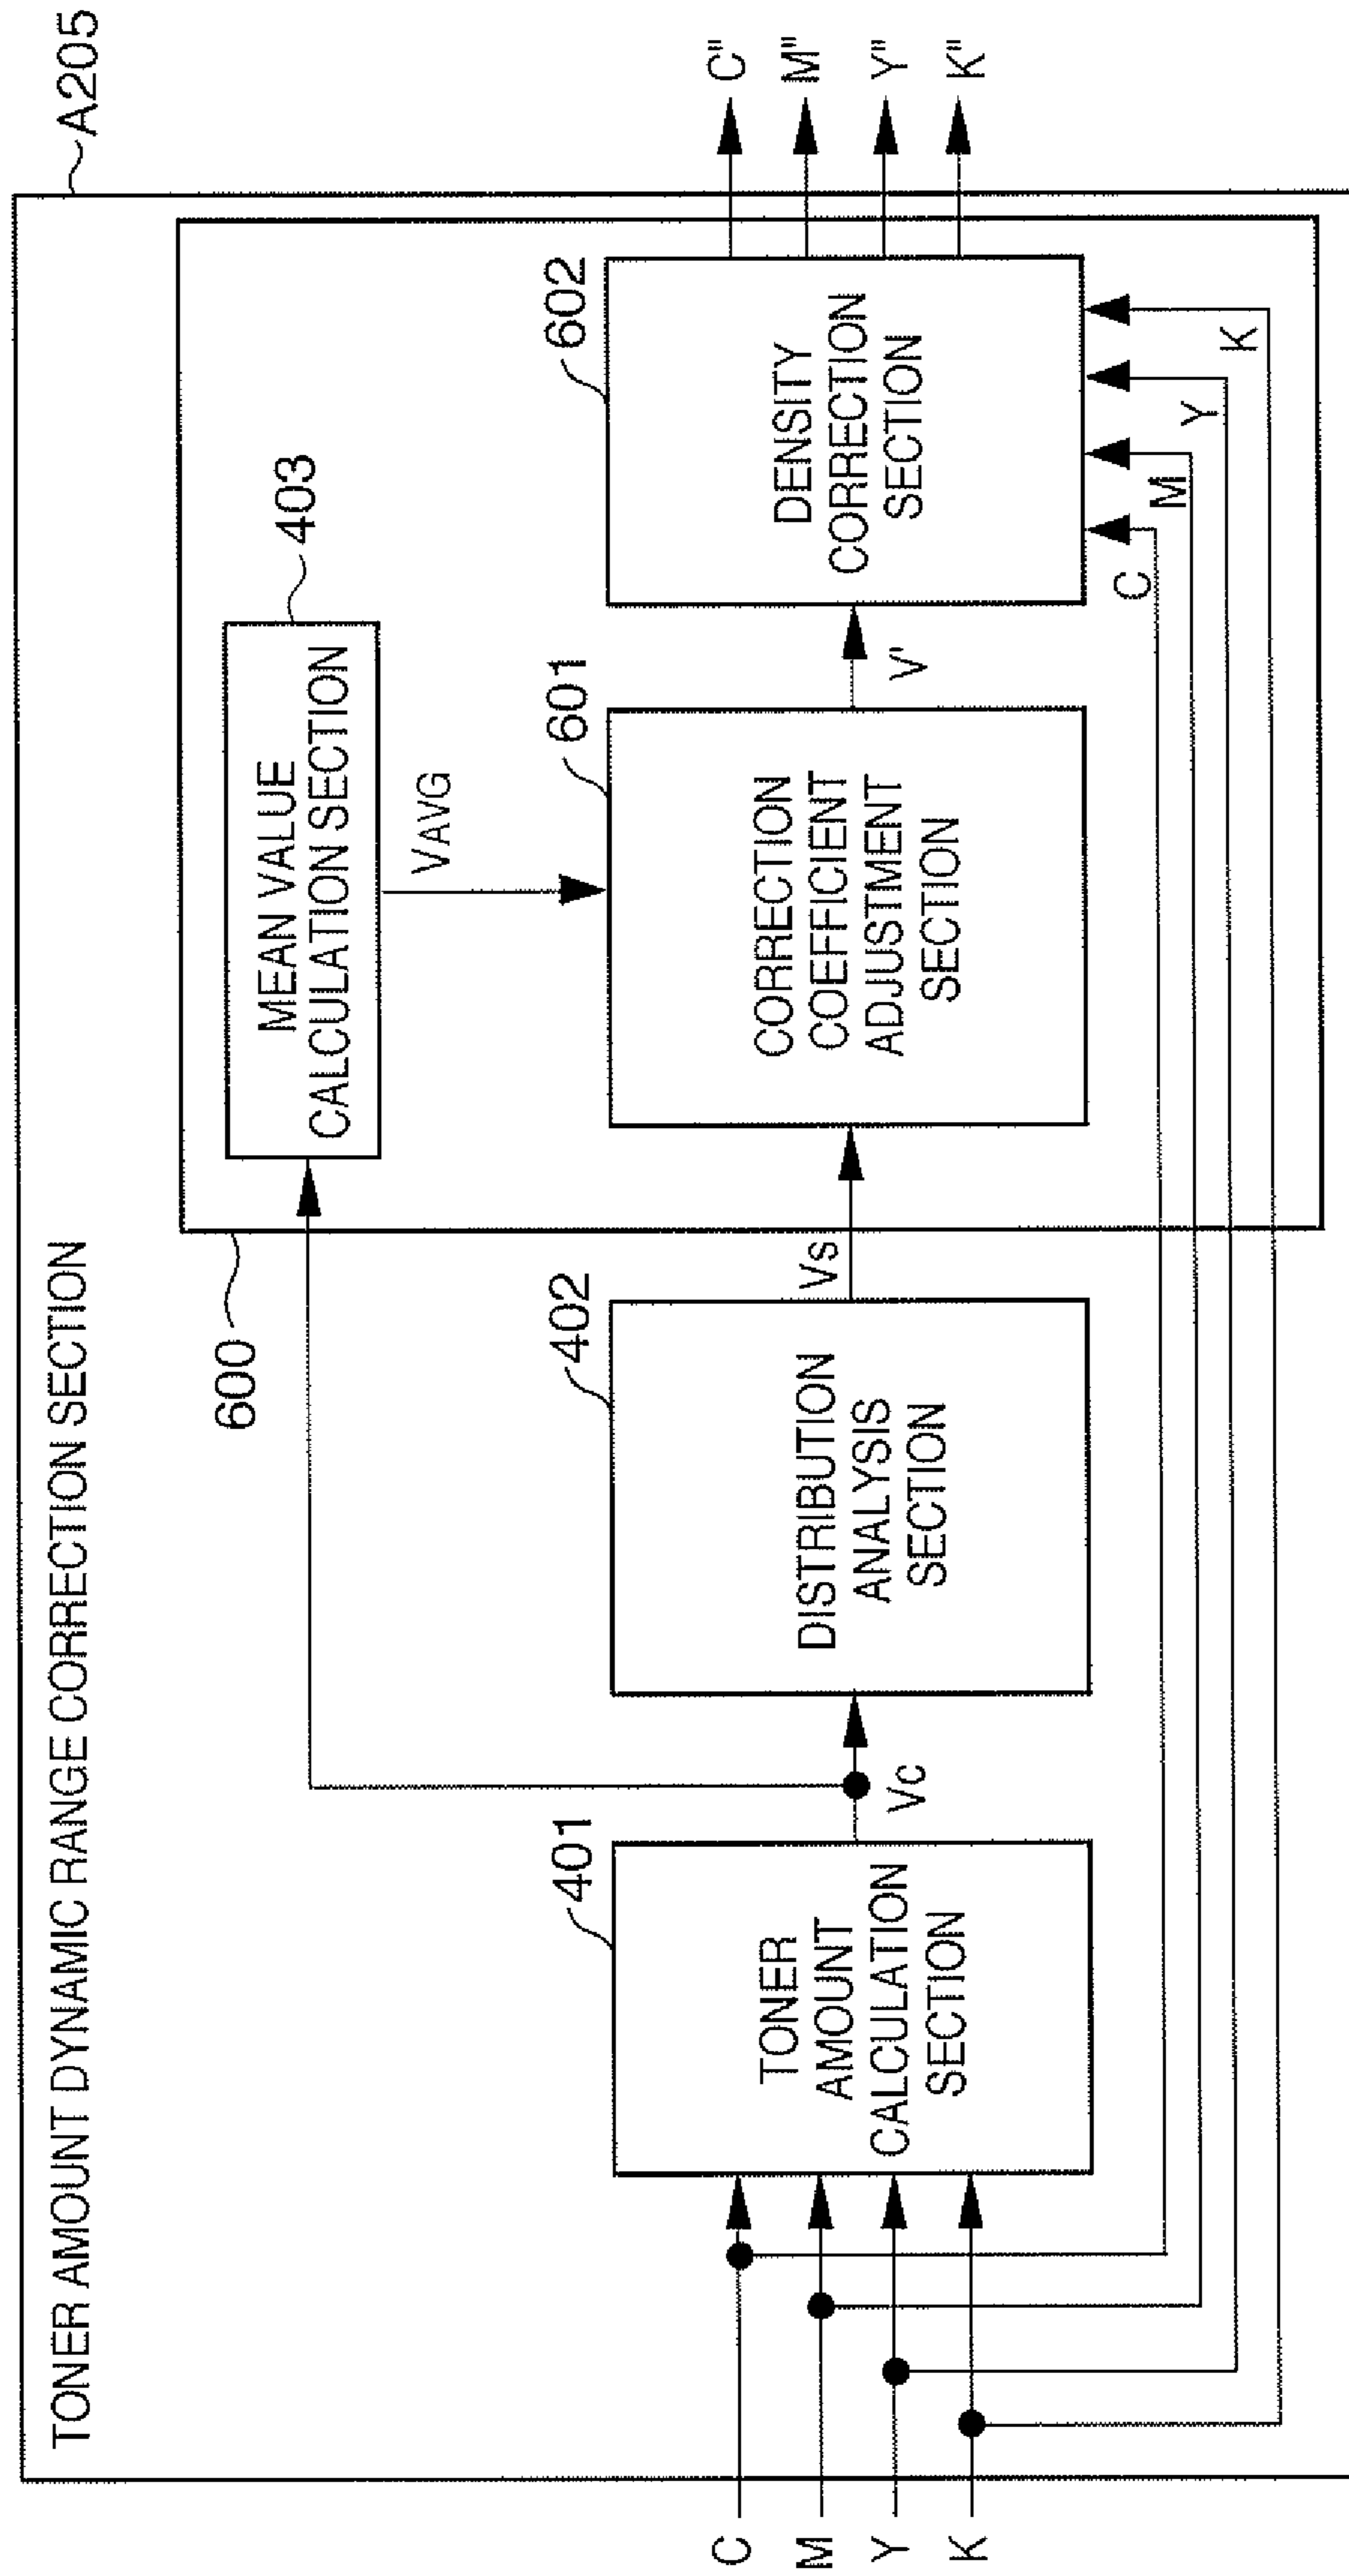 TONER AMOUNT DYNAMIC RANGE CORRECTION SECTION
A205
600
MEAN VALUE
CALCULATION SECTION
403
VAVG
C
M
Y
K
TONER
AMOUNT
CALCULATION
SECTION
401
Vc
DISTRIBUTION
ANALYSIS
SECTION
402
Vs
CORRECTION
COEFFICIENT
ADJUSTMENT
SECTION
601
V'
DENSITY
CORRECTION
SECTION
602
C
M
Y
K
C"
M"
Y"
K"